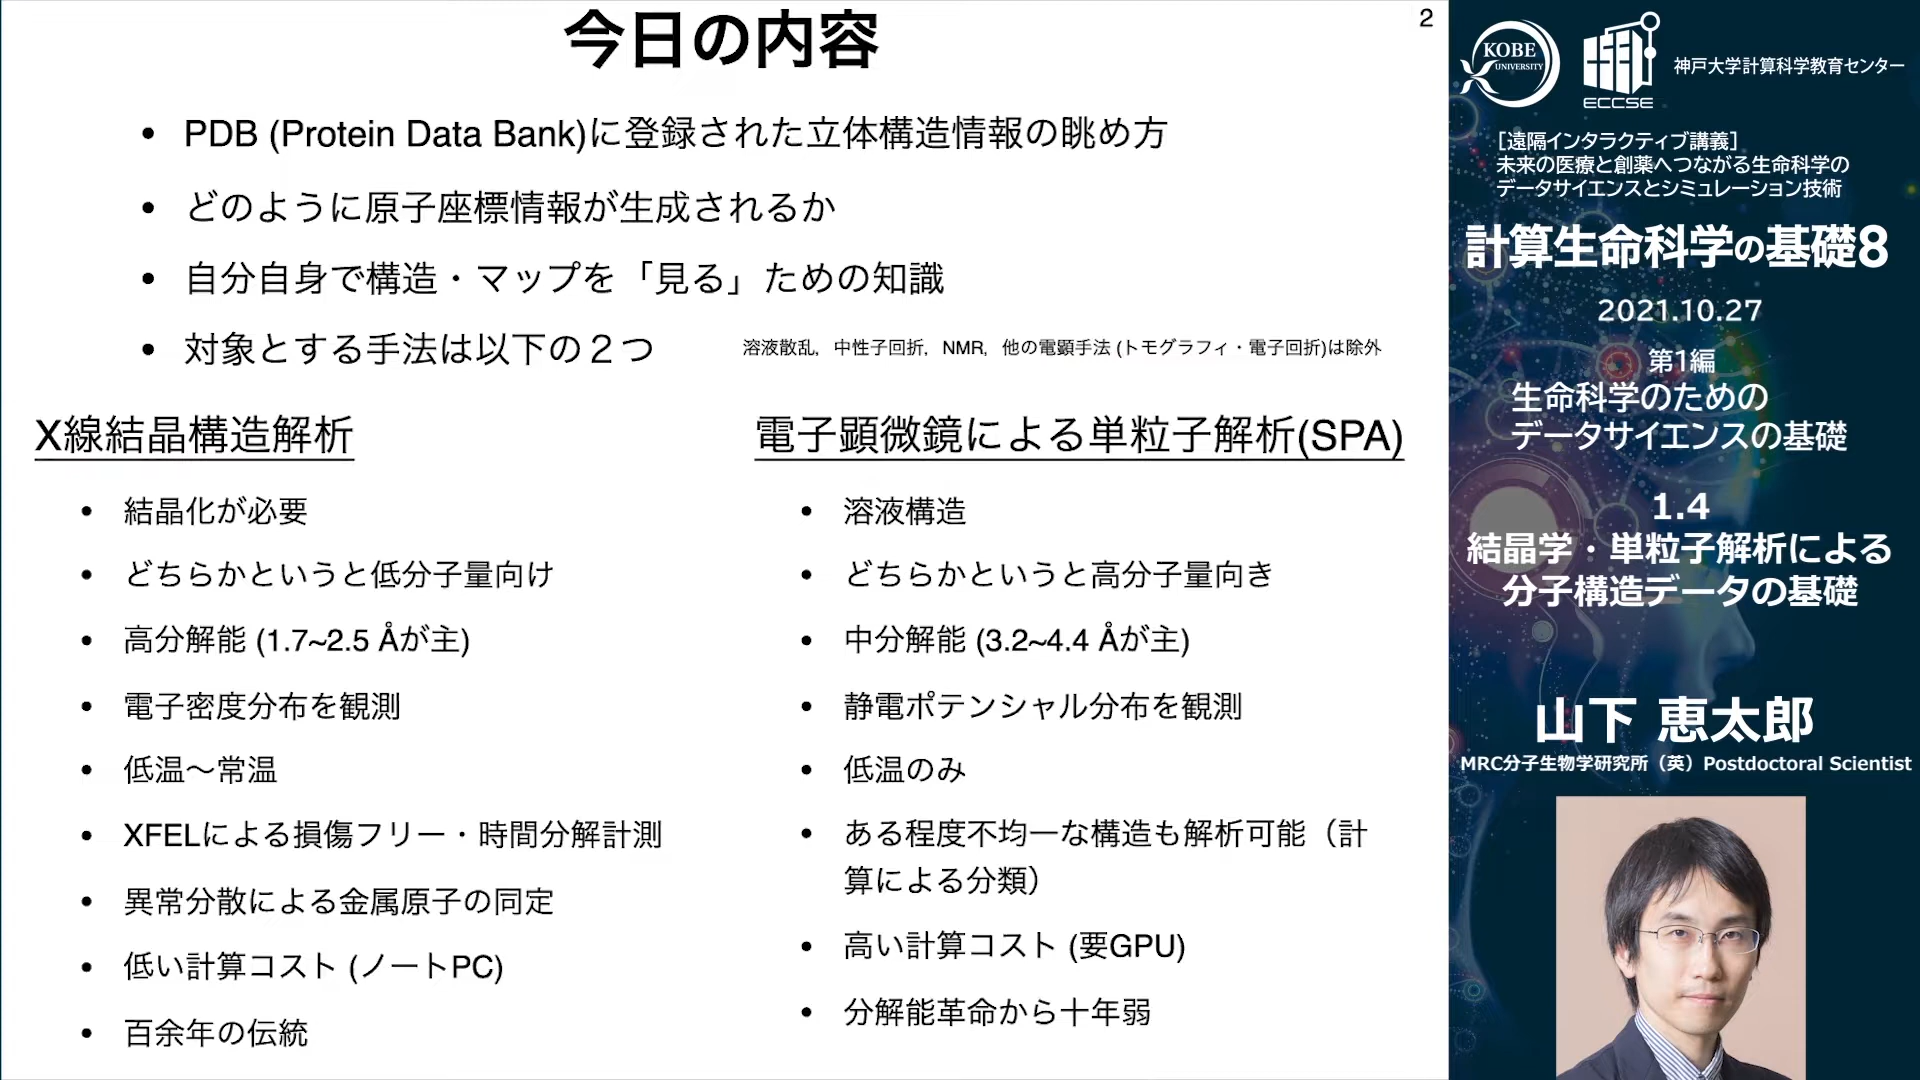 今日の内容
2
• PDB (Protein Data Bank)に登録された立体構造情報の眺め方
• どのように原子座標情報が生成されるか
• 自分自身で構造・マップを「見る」ための知識
• 対象とする手法は以下の２つ
溶液散乱，中性子回折，NMR，他の電顕手法 (トモグラフィ・電子回折)は除外
X線結晶構造解析
• 結晶化が必要
• どちらかというと低分子量向け
• 高分解能 (1.7~2.5 Åが主)
• 電子密度分布を観測
• 低温〜常温
• XFELによる損傷フリー・時間分解計測
• 異常分散による金属原子の同定
• 低い計算コスト (ノートPC)
• 百余年の伝統
電子顕微鏡による単粒子解析(SPA)
• 溶液構造
• どちらかというと高分子量向き
• 中分解能 (3.2~4.4 Åが主)
• 静電ポテンシャル分布を観測
• 低温のみ
• ある程度不均一な構造も解析可能（計
算による分類）
• 高い計算コスト (要GPU)
• 分解能革命から十年弱
KOBE
UNIVERSITY
ECCSE
神戸大学計算科学教育センター
［遠隔インタラクティブ講義］
未来の医療と創薬へつながる生命科学の
データサイエンスとシミュレーション技術
計算生命科学の基礎8
2021.10.27
第1編
生命科学のための
データサイエンスの基礎
1.4
結晶学・単粒子解析による
分子構造データの基礎
山下 恵太郎
MRC分子生物学研究所（英）Postdoctoral Scientist